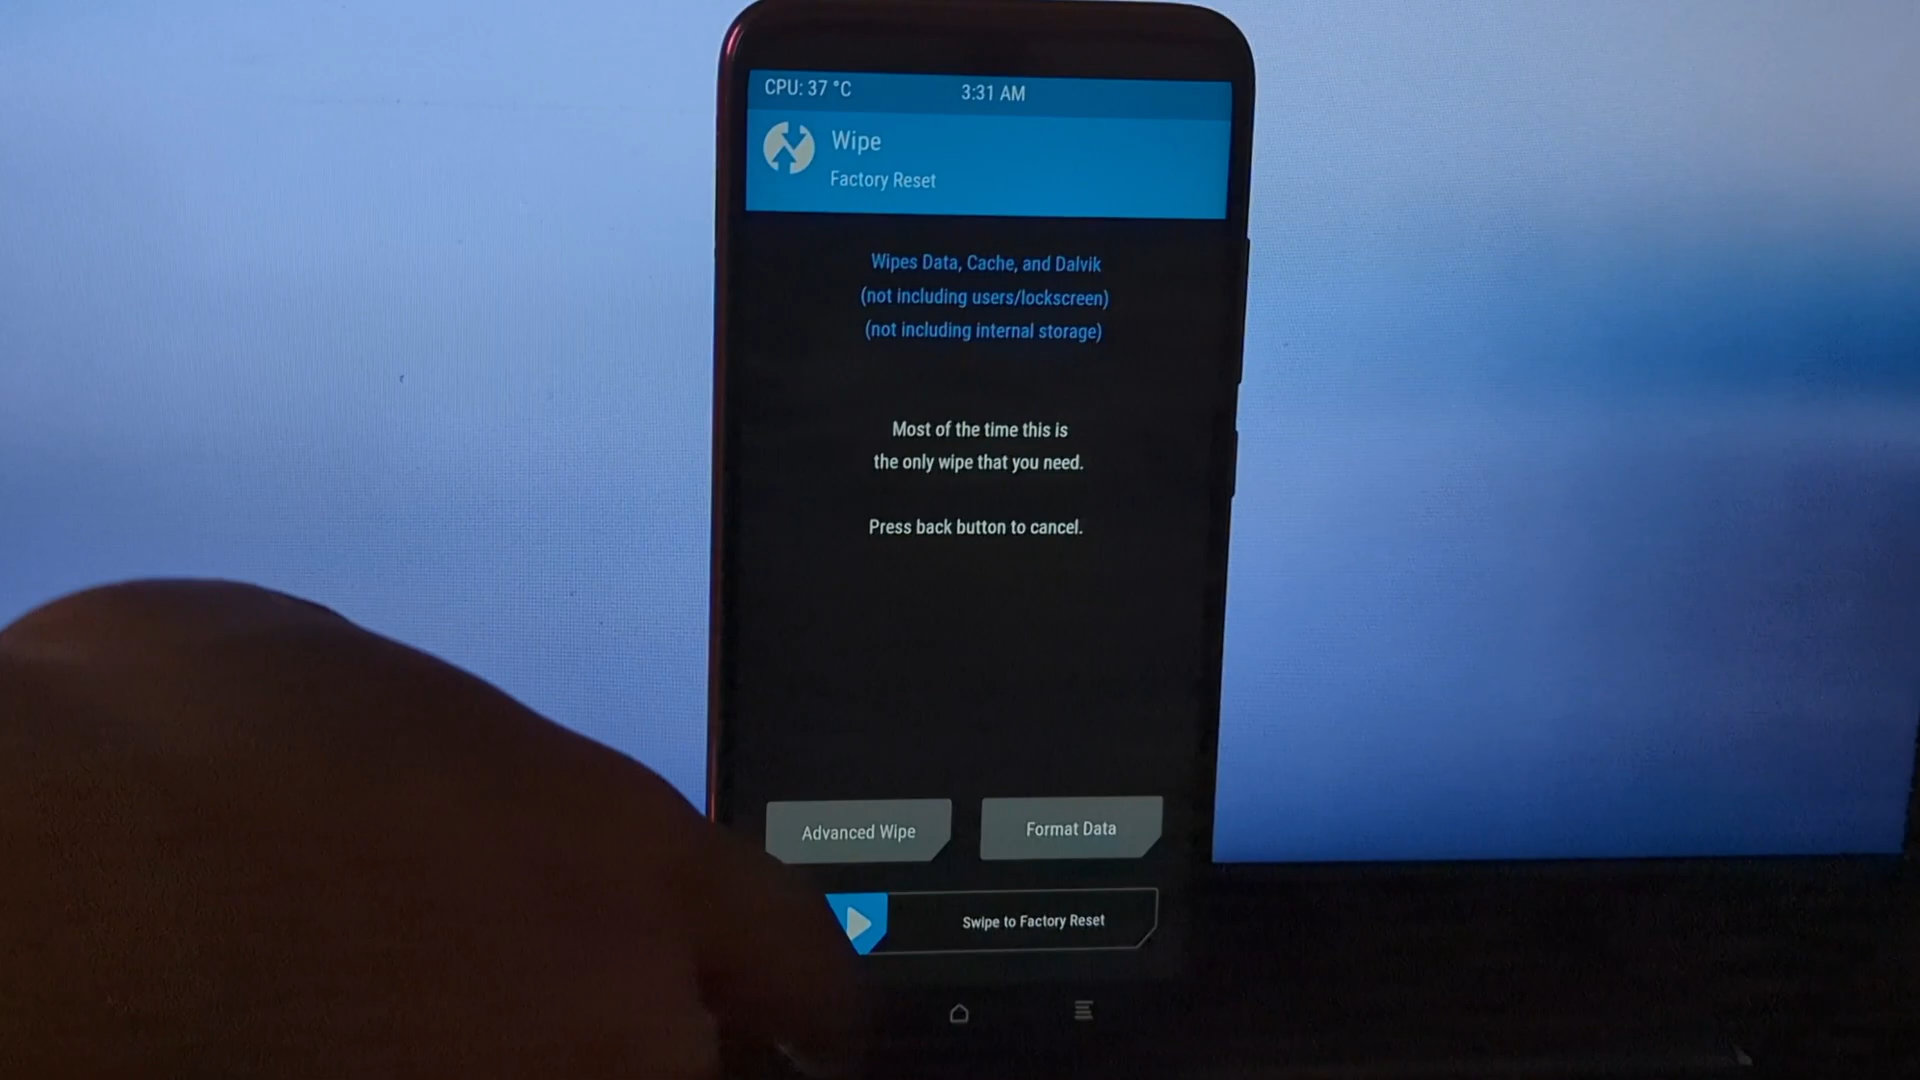 CPU: 37 °C
3:31 AM
Wipe
Factory Reset
Wipes Data, Cache, and Dalvik
(not including users/lockscreen)
(not including internal storage)
Most of the time this is
the only wipe that you need.
Press back button to cancel.
Advanced Wipe
Format Data
Swipe to Factory Reset